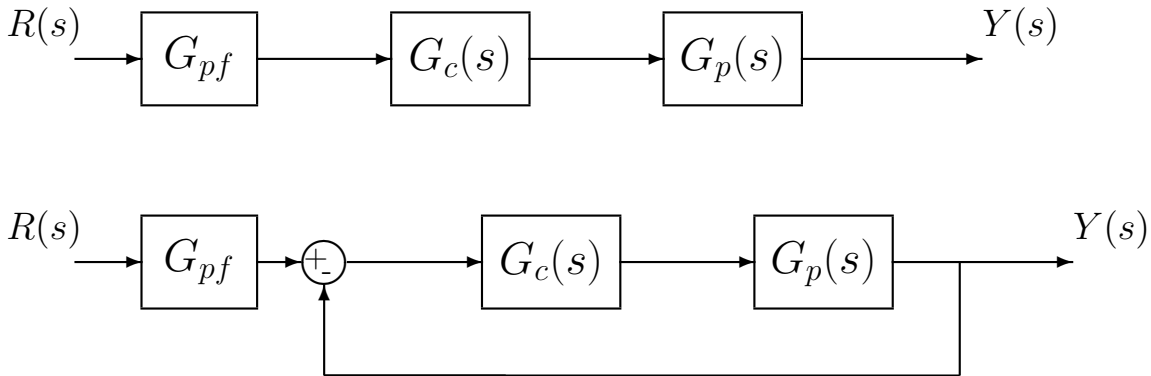 R(s)
G_{pf}
G_c(s)
G_p(s)
Y(s)
R(s)
G_{pf}
+
-
G_c(s)
G_p(s)
Y(s)